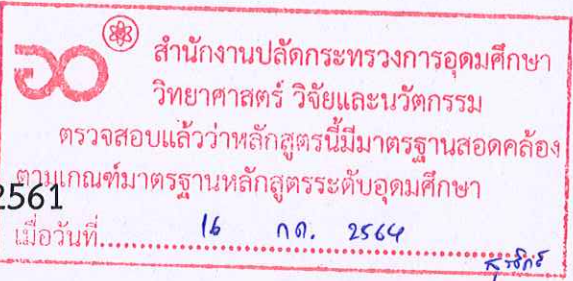 สำนักงานปลัดกระทรวงการอุดมศึกษา
วิทยาศาสตร์ วิจัยและนวัตกรรม
ตรวจสอบแล้วว่าหลักสูตรนี้มีมาตรฐานสอดคล้อง
ตามเกณฑ์มาตรฐานหลักสูตรระดับอุดมศึกษา
2561
เมื่อวันที่ 16 กค. 2564